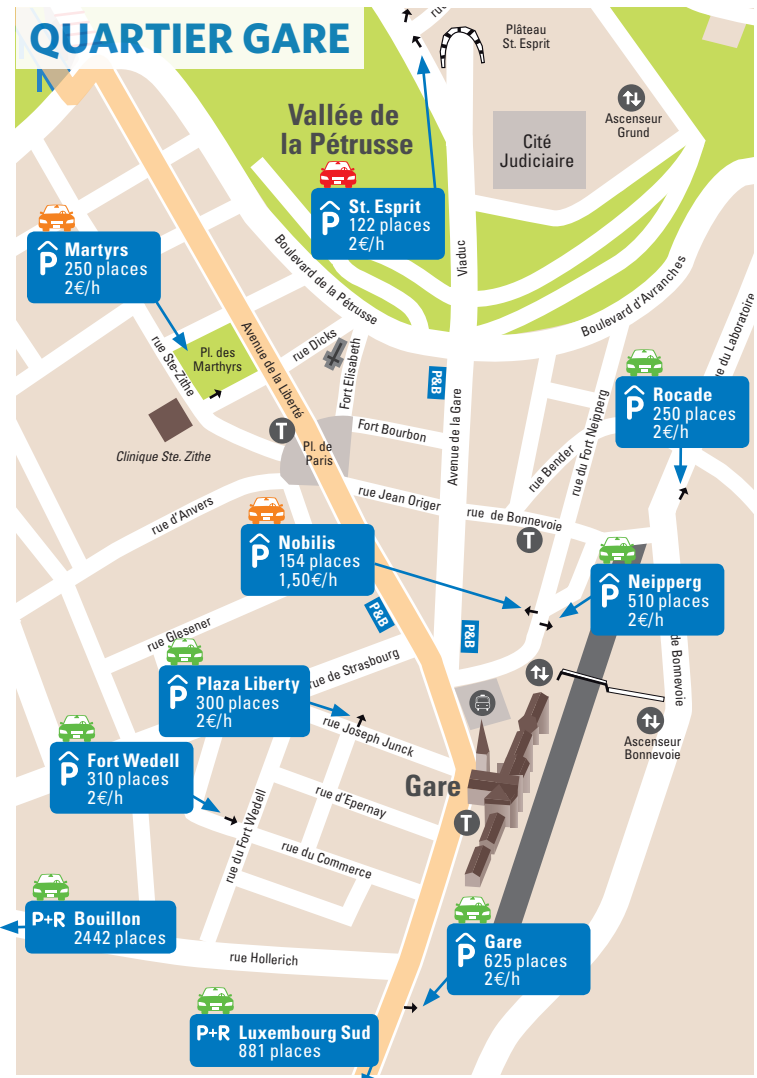 QUARTIER GARE
rue
Plâteau
St. Esprit
Ascenseur
Grund
Vallée de
la Pétrusse
Cité
Judiciaire
P St. Esprit
122 places
2€/h
P Martyrs
250 places
2€/h
Boulevard de la Pétrusse
Viaduc
Boulevard d'Avranches
ue du Laboratoire
rue Ste-Zithe
Pl. des
Marthyrs
Avenue de la Liberté
rue Dicks
Fort Elisabeth
P&B
Avenue de la Gare
P Rocade
250 places
2€/h
Clinique Ste. Zithe
T
Pl. de
Paris
Fort Bourbon
rue Bender
rue du Fort Neipperg
rue d'Anvers
rue Jean Origer
rue de Bonnevoie
T
P Nobilis
154 places
1,50€/h
P Neipperg
510 places
2€/h
P&B
P&B
rue Glesener
rue de Strasbourg
de Bonnevoie
P Plaza Liberty
300 places
2€/h
rue Joseph Junck
Ascenseur
Bonnevoie
P Fort Wedell
310 places
2€/h
Gare
T
rue d'Epernay
rue du Fort Wedell
rue du Commerce
P+R Bouillon
2442 places
rue Hollerich
P Gare
625 places
2€/h
P+R Luxembourg Sud
881 places